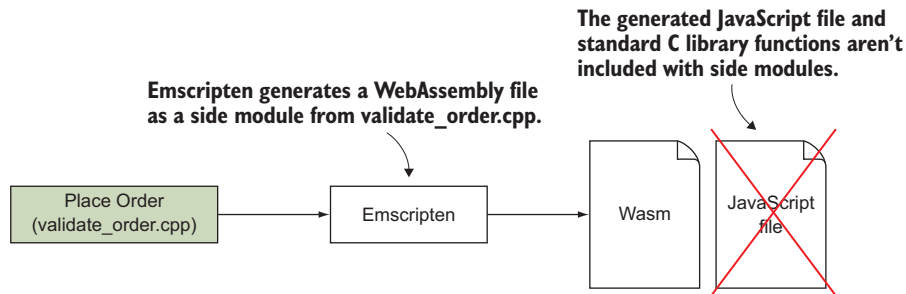 The generated JavaScript file and
standard C library functions aren't
included with side modules.
Emscripten generates a WebAssembly file
as a side module from validate_order.cpp.
Place Order
(validate_order.cpp)
Emscripten
Wasm
JavaScript
file